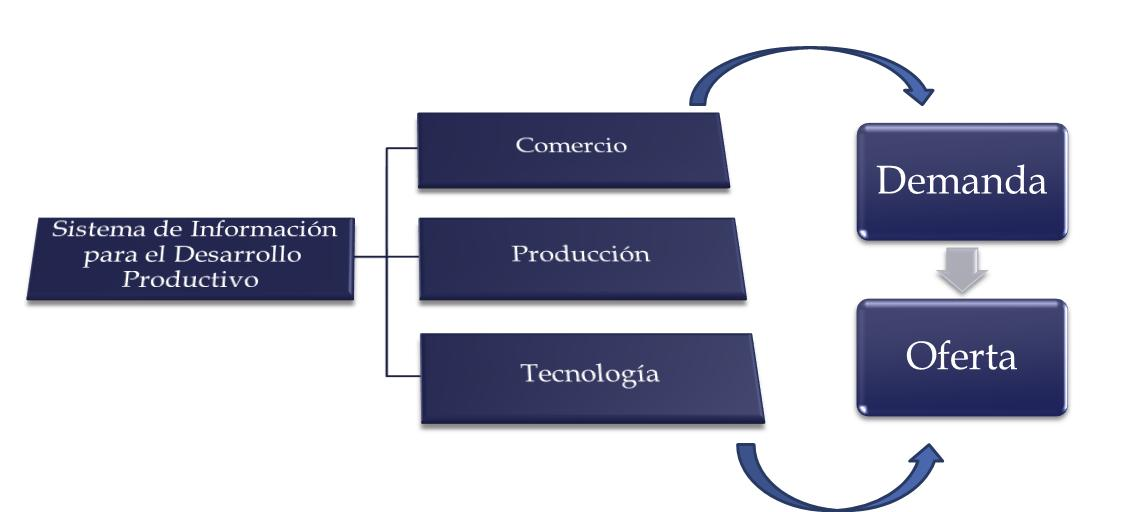 Sistema de Información
para el Desarrollo
Productivo
Comercio
Producción
Tecnología
Demanda
Oferta